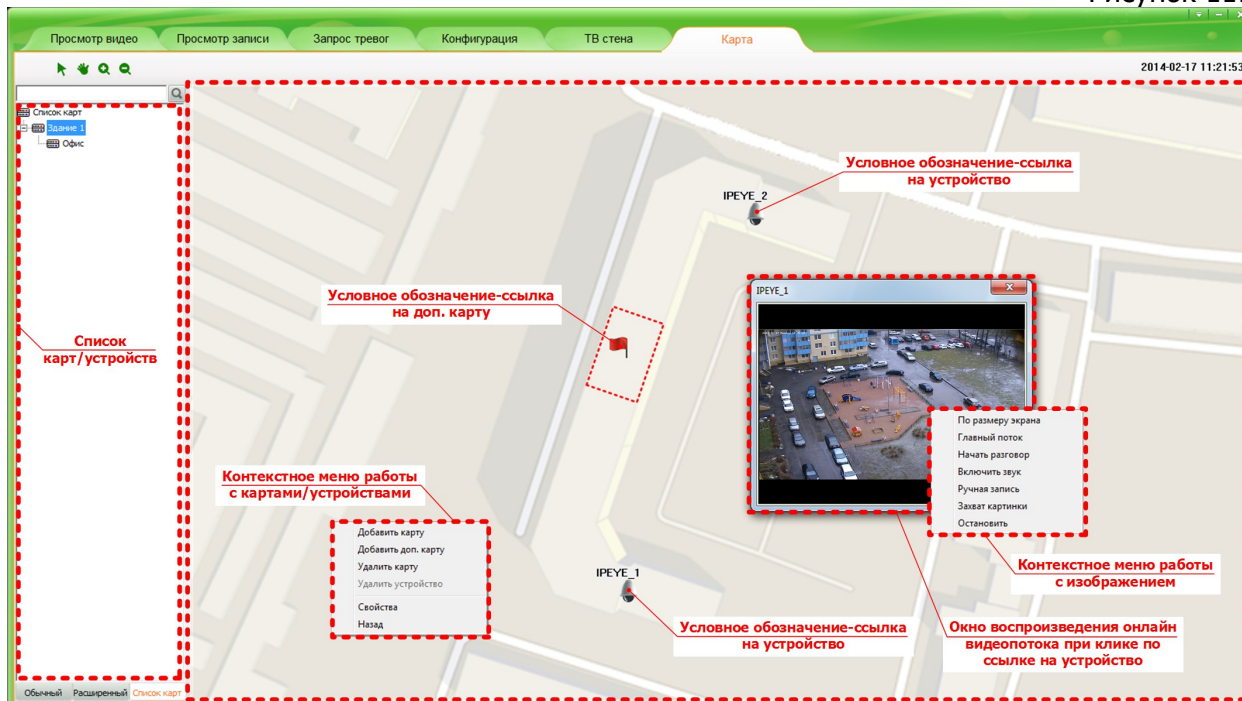 Рисунок 11.
Просмотр видео
Просмотр записи
Запрос тревог
Конфигурация
ТВ стена
Карта
2014-02-17 11:21:53
Список карт
Здание 1
Офис
Условное обозначение-ссылка
на устройство
IPEYE_2
IPEYE_1
Условное обозначение-ссылка
на доп. карту
Список
карт/устройств
По размеру экрана
Главный поток
Начать разговор
Включить звук
Ручная запись
Захват картинки
Остановить
Контекстное меню работы
с картами/устройствами
Добавить карту
Добавить доп. карту
Удалить карту
Удалить устройство
Свойства
Назад
Контекстное меню работы
с изображением
IPEYE_1
Условное обозначение-ссылка
на устройство
Окно воспроизведения онлайн
видеопотока при клике по
ссылке на устройство
Обычный
Расширенный
Список карт